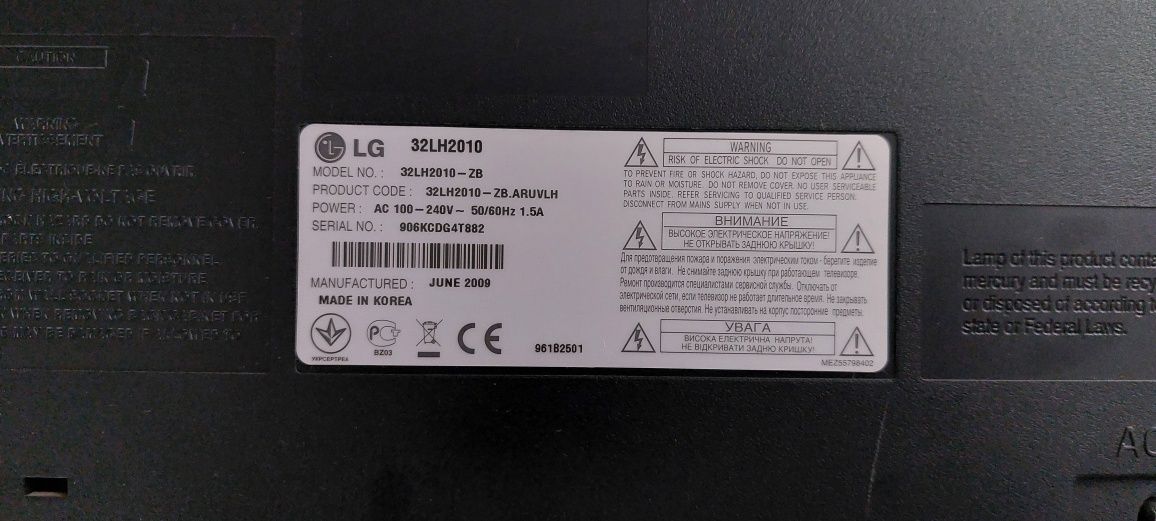 CAUTION
WARNING
LG 32LH2010
MODEL NO. : 32LH2010-ZB
PRODUCT CODE : 32LH2010-ZB.ARUVLH
POWER : AC 100-240V~ 50/60Hz 1.5A
SERIAL NO. : 906KCDG4T882
MANUFACTURED : JUNE 2009
MADE IN KOREA
УКРСЕРТРЕА
BZ03
CE
961B2501
WARNING
RISK OF ELECTRIC SHOCK DO NOT OPEN
TO PREVENT FIRE OR SHOCK HAZARD, DO NOT EXPOSE THIS APPLIANCE
TO RAIN OR MOISTURE. DO NOT REMOVE COVER. NO USER SERVICEABLE
PARTS INSIDE. REFER SERVICING TO QUALIFIED SERVICE PERSON.
DISCONNECT FROM MAINS SUPPLY WHEN NOT IN USE.
ВНИМАНИЕ
ВЫСОКОЕ ЭЛЕКТРИЧЕСКОЕ НАПРЯЖЕНИЕ!
НЕ ОТКРЫВАТЬ ЗАДНЮЮ КРЫШКУ!
Для предотвращения пожара и поражения электрическим током - берегите изделие
от дождя и влаги. Не снимайте заднюю крышку при работающем телевизоре.
Ремонт производится специалистами сервисной службы. Отключать от
электрической сети, если телевизор не работает длительное время. Не закрывать
вентиляционные отверстия. Не устанавливать на корпус посторонние предметы.
УВАГА
ВИСОКА ЕЛЕКТРИЧНА НАПРУГА!
НЕ ВІДКРИВАТИ ЗАДНЮ КРИШКУ!
MEZ55798402
Lamp of this product conta
mercury and must be recy
or disposed of according to
state or Federal Laws.
AC